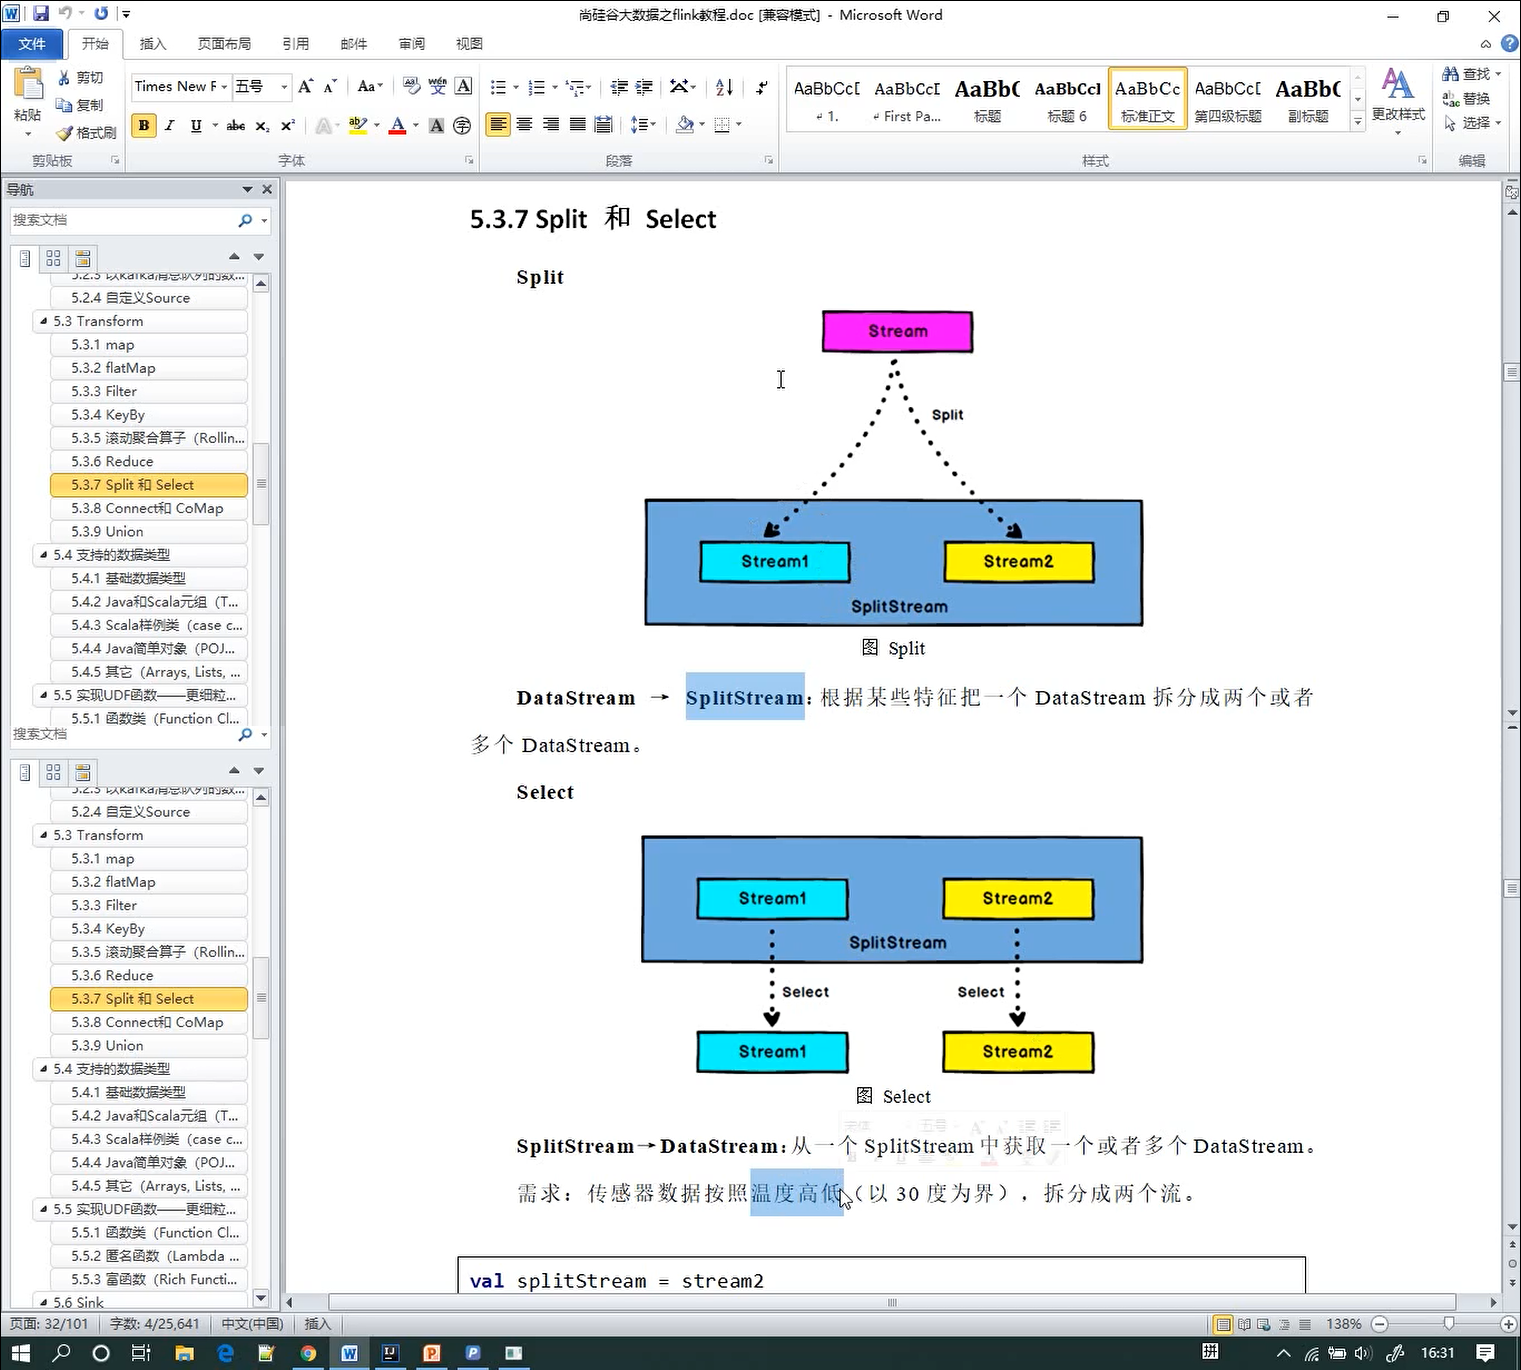 尚硅谷大数据之flink教程.doc [兼容模式] - Microsoft Word
文件 开始 插入 页面布局 引用 邮件 审阅 视图
粘贴 剪切 复制 格式刷
Times New F 五号
AaBbCcD AaBbCcD AaBb( AaBbCcl AaBbCc AaBbCcD AaBb(
1. First Pa... 标题 标题 6 标准正文 第四级标题 副标题
更改样式
查找
替换
选择
剪贴板 字体 段落 样式 编辑
导航
搜索文档
5.2.4 自定义Source
5.3 Transform
5.3.1 map
5.3.2 flatMap
5.3.3 Filter
5.3.4 KeyBy
5.3.5 滚动聚合算子（Rollin...
5.3.6 Reduce
5.3.7 Split 和 Select
5.3.8 Connect和 CoMap
5.3.9 Union
5.4 支持的数据类型
5.4.1 基础数据类型
5.4.2 Java和Scala元组（T...
5.4.3 Scala样例类（case c...
5.4.4 Java简单对象（POJ...
5.4.5 其它（Arrays, Lists, ...
5.5 实现UDF函数——更细粒...
5.5.1 函数类（Function Cl...
搜索文档
5.2.4 自定义Source
5.3 Transform
5.3.1 map
5.3.2 flatMap
5.3.3 Filter
5.3.4 KeyBy
5.3.5 滚动聚合算子（Rollin...
5.3.6 Reduce
5.3.7 Split 和 Select
5.3.8 Connect和 CoMap
5.3.9 Union
5.4 支持的数据类型
5.4.1 基础数据类型
5.4.2 Java和Scala元组（T...
5.4.3 Scala样例类（case c...
5.4.4 Java简单对象（POJ...
5.4.5 其它（Arrays, Lists, ...
5.5 实现UDF函数——更细粒...
5.5.1 函数类（Function Cl...
5.5.2 匿名函数（Lambda ...
5.5.3 富函数（Rich Functi...
5.6 Sink
5.3.7 Split 和 Select
Split
Stream
Split
Stream1 Stream2
SplitStream
图 Split
DataStream → SplitStream：根据某些特征把一个 DataStream 拆分成两个或者
多个 DataStream。
Select
Stream1 Stream2
SplitStream
Select Select
Stream1 Stream2
图 Select
SplitStream→DataStream：从一个 SplitStream 中获取一个或者多个 DataStream。
需求：传感器数据按照温度高低（以 30 度为界），拆分成两个流。
val splitStream = stream2
页面: 32/101 字数: 4/25,641 中文(中国) 插入 138%
拼 16:31